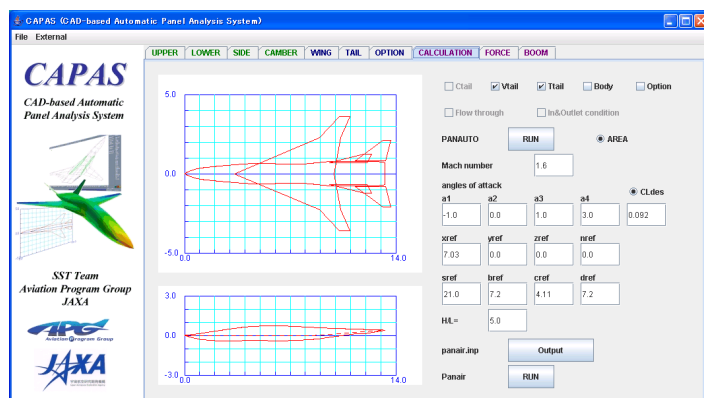 CAPAS (CAD-based Automatic Panel Analysis System)
File External
UPPER LOWER SIDE CAMBER WING TAIL OPTION CALCULATION FORCE BOOM
CAPAS
CAD-based Automatic
Panel Analysis System
SST Team
Aviation Program Group
JAXA
APG
Aviation Program Group
JAXA
5.0
0.0
-5.0
0.0
14.0
3.0
0.0
-3.0
0.0
14.0
Ctail Vtail Ttail Body Option
Flow through In&Outlet condition
PANAUTO RUN AREA
Mach number 1.6
angles of attack
CLdes
a1 a2 a3 a4
-1.0 0.0 1.0 3.0 0.092
xref yref zref nref
7.03 0.0 0.0 0.0
sref bref cref dref
21.0 7.2 4.11 7.2
H/L= 5.0
panair.inp Output
Panair RUN